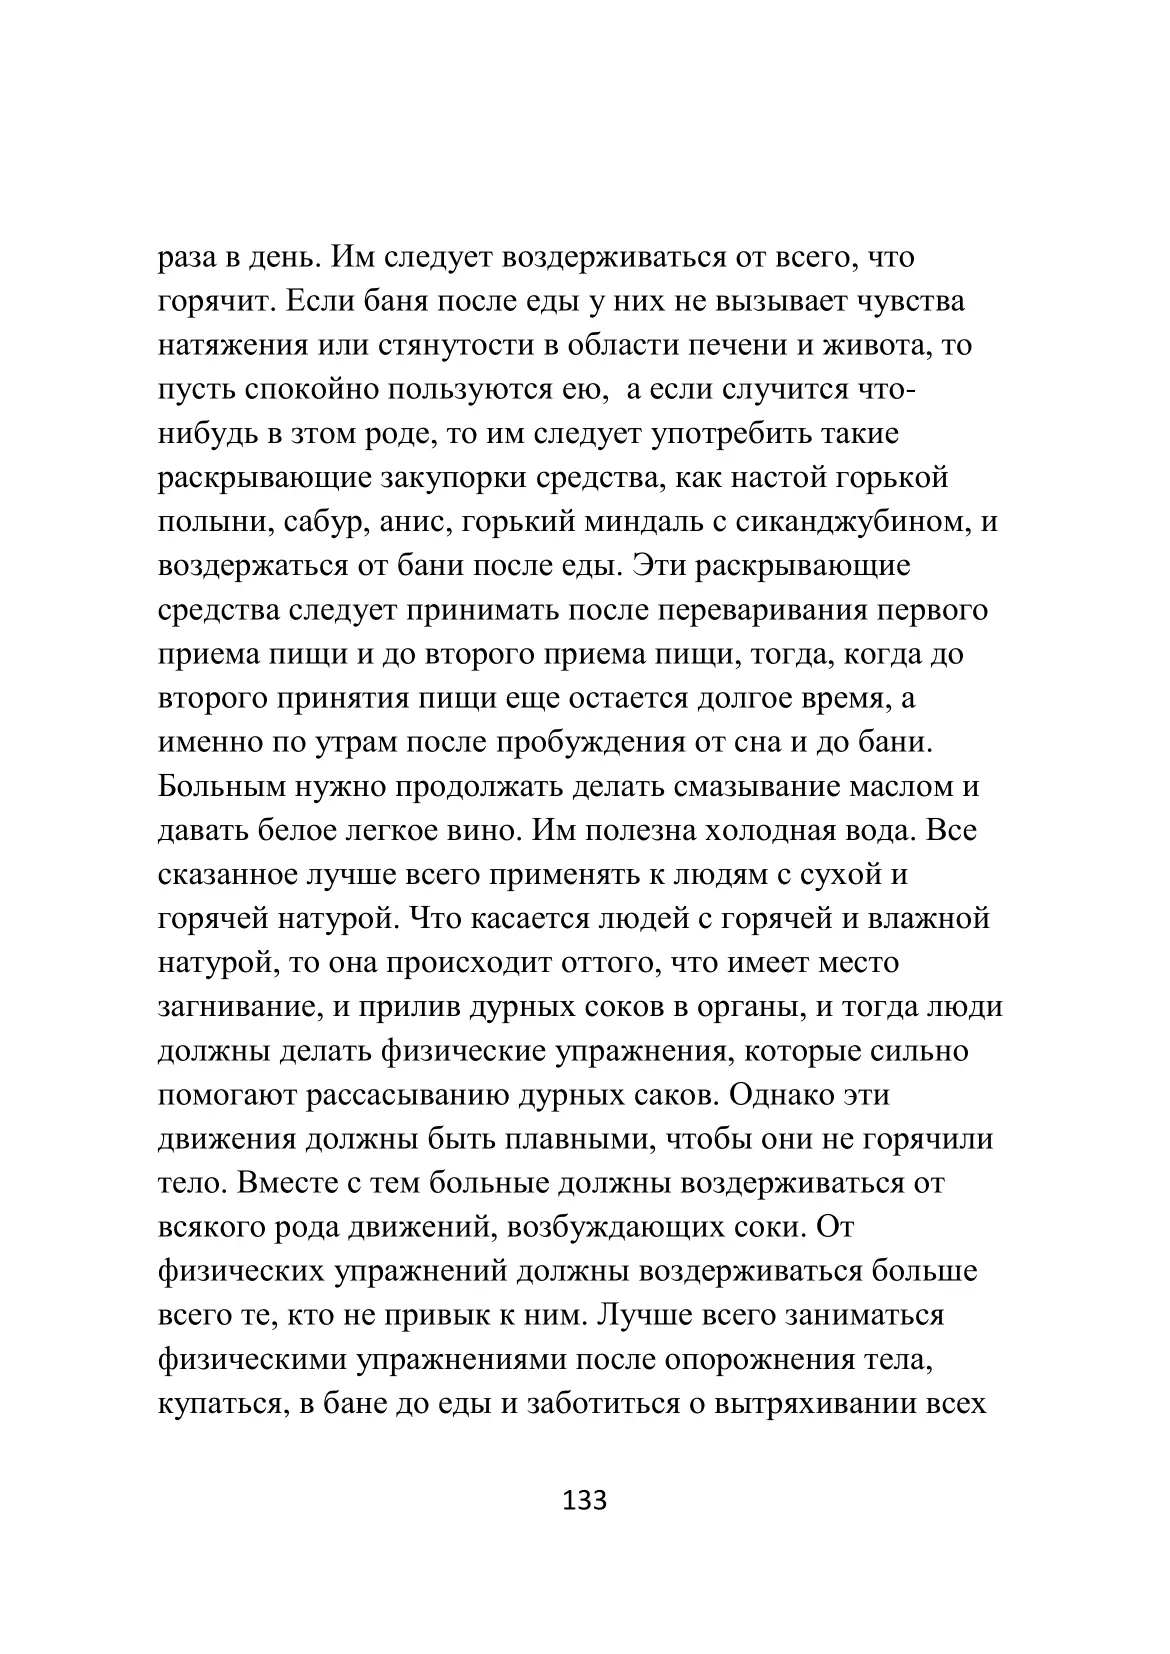 раза в день. Им следует воздерживаться от всего, что
горячит. Если баня после еды у них не вызывает чувства
натяжения или стянутости в области печени и живота, то
пусть спокойно пользуются ею,  а если случится что-
нибудь в зтом роде, то им следует употребить такие
раскрывающие закупорки средства, как настой горькой
полыни, сабур, анис, горький миндаль с сиканджубином, и
воздержаться от бани после еды. Эти раскрывающие
средства следует принимать после переваривания первого
приема пищи и до второго приема пищи, тогда, когда до
второго принятия пищи еще остается долгое время, а
именно по утрам после пробуждения от сна и до бани.
Больным нужно продолжать делать смазывание маслом и
давать белое легкое вино. Им полезна холодная вода. Все
сказанное лучше всего применять к людям с сухой и
горячей натурой. Что касается людей с горячей и влажной
натурой, то она происходит оттого, что имеет место
загнивание, и прилив дурных соков в органы, и тогда люди
должны делать физические упражнения, которые сильно
помогают рассасыванию дурных саков. Однако эти
движения должны быть плавными, чтобы они не горячили
тело. Вместе с тем больные должны воздерживаться от
всякого рода движений, возбуждающих соки. От
физических упражнений должны воздерживаться больше
всего те, кто не привык к ним. Лучше всего заниматься
физическими упражнениями после опорожнения тела,
купаться, в бане до еды и заботиться о вытряхивании всех
133